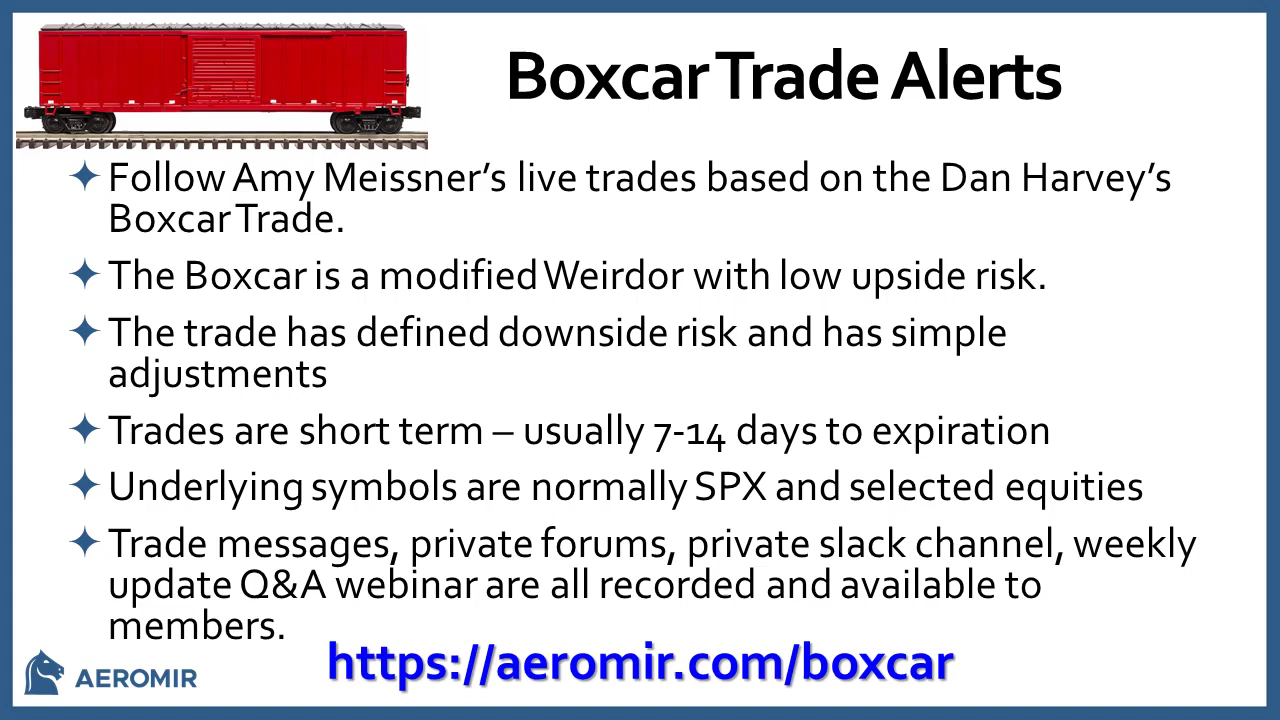 Boxcar Trade Alerts
Follow Amy Meissner’s live trades based on the Dan Harvey’s
Boxcar Trade.
The Boxcar is a modified Weirdor with low upside risk.
The trade has defined downside risk and has simple
adjustments
Trades are short term – usually 7-14 days to expiration
Underlying symbols are normally SPX and selected equities
Trade messages, private forums, private slack channel, weekly
update Q&A webinar are all recorded and available to
members.
https://aeromir.com/boxcar
AEROMIR